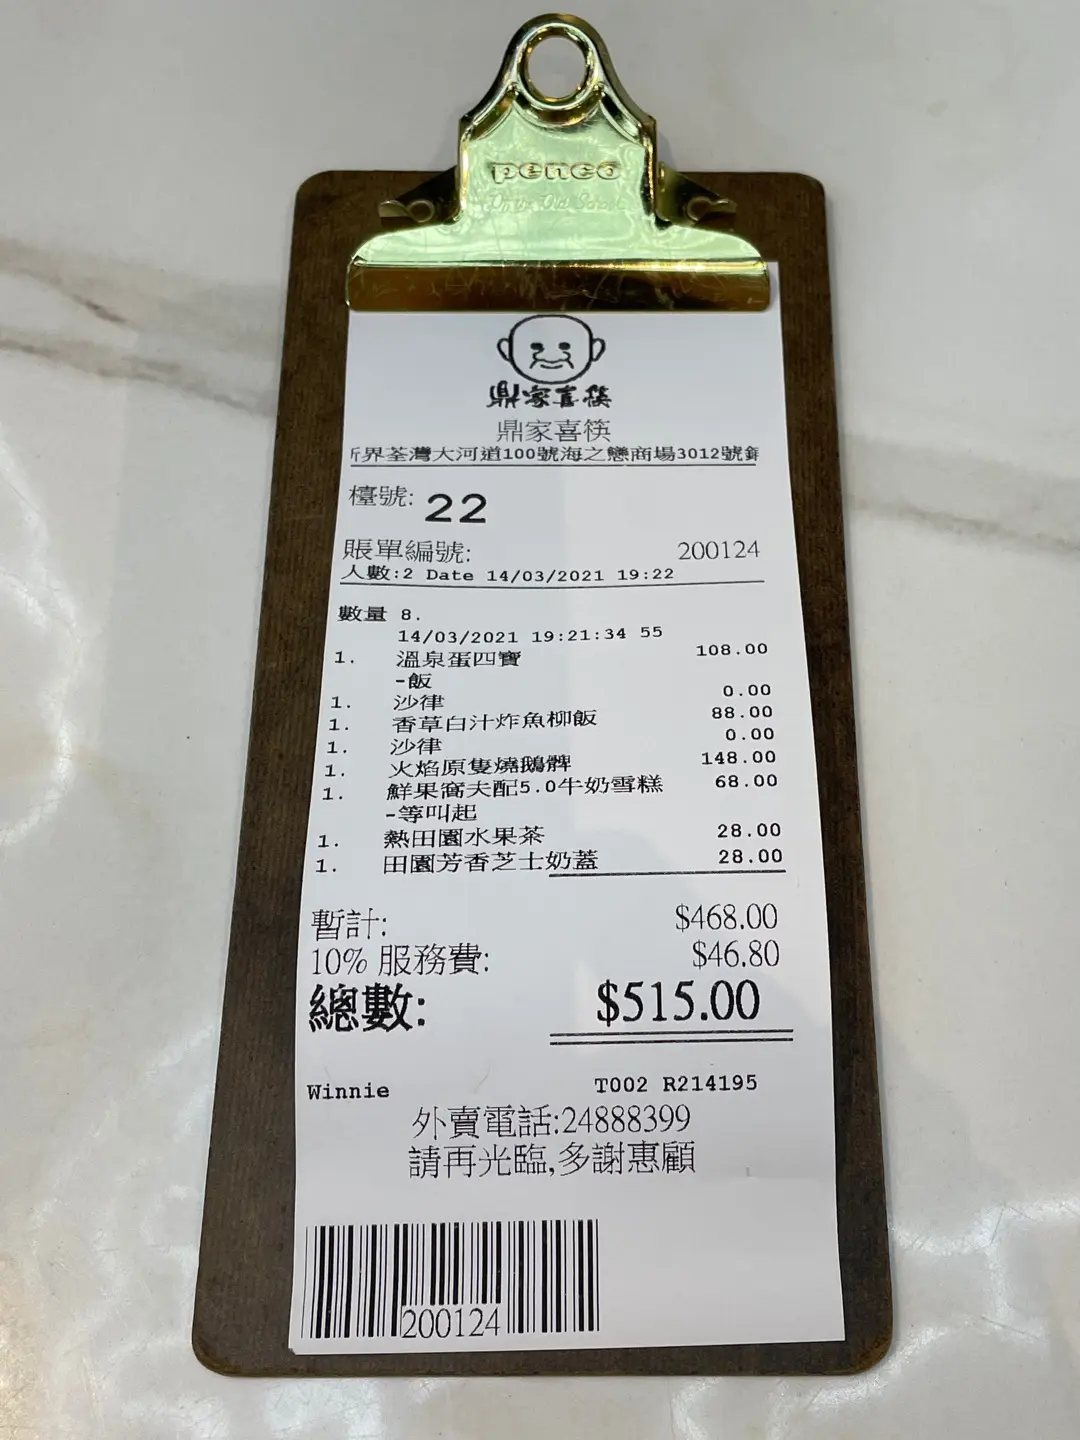 penco
On the Old School
鼎家喜筷
鼎家喜筷
界荃灣大河道100號海之戀商場3012號
檯號: 22
賬單編號: 200124
人數:2 Date 14/03/2021 19:22
數量 8.
14/03/2021 19:21:34 55
1. 溫泉蛋四寶 108.00
-飯
1. 沙律 0.00
1. 香草白汁炸魚柳飯 88.00
1. 沙律 0.00
1. 火焰原隻燒鵝髀 148.00
1. 鮮果窩夫配5.0牛奶雪糕 68.00
-等叫起
1. 熱田園水果茶 28.00
1. 田園芳香芝士奶蓋 28.00
暫計: $468.00
10% 服務費: $46.80
總數: $515.00
Winnie T002 R214195
外賣電話:24888399
請再光臨,多謝惠顧
200124